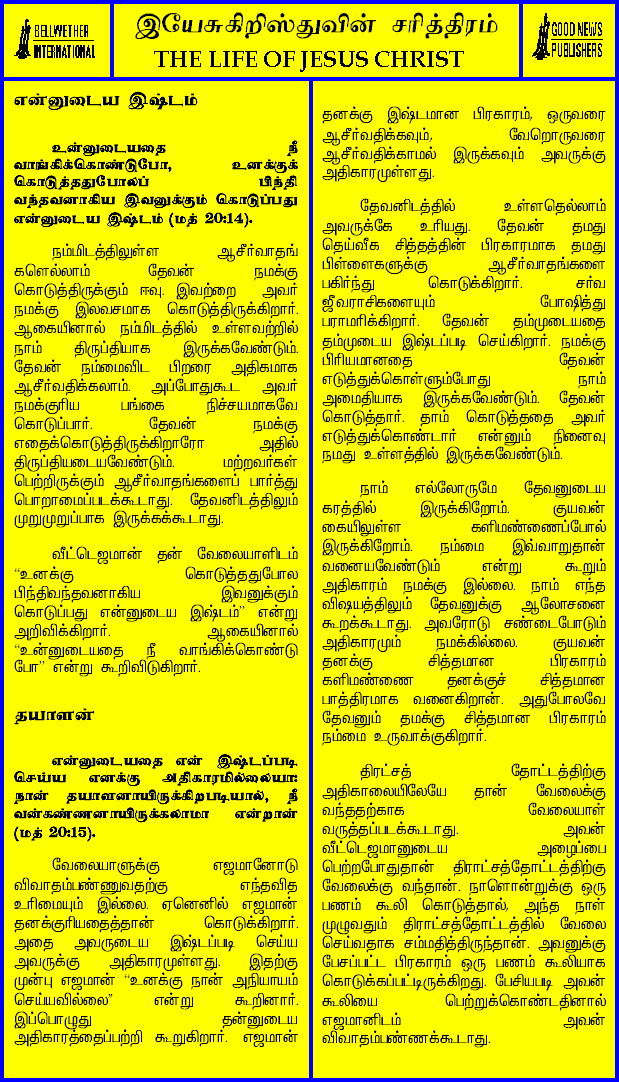 BELLWETHER
INTERNATIONAL
இயேசுகிறிஸ்துவின் சரித்திரம்
THE LIFE OF JESUS CHRIST
GOOD NEWS
PUBLISHERS
என்னுடைய இஷ்டம்
உன்னுடையதை நீ
வாங்கிக்கொண்டுபோ, உனக்குக்
கொடுத்ததுபோலப் பிந்தி
வந்தவனாகிய இவனுக்கும் கொடுப்பது
என்னுடைய இஷ்டம் (மத் 20:14).
நம்மிடத்திலுள்ள ஆசீர்வாதங்
களெல்லாம் தேவன் நமக்கு
கொடுத்திருக்கும் ஈவு. இவற்றை அவர்
நமக்கு இலவசமாக கொடுத்திருக்கிறார்.
ஆகையினால் நம்மிடத்தில் உள்ளவற்றில்
நாம் திருப்தியாக இருக்கவேண்டும்.
தேவன் நம்மைவிட பிறரை அதிகமாக
ஆசீர்வதிக்கலாம். அப்போதுகூட அவர்
நமக்குரிய பங்கை நிச்சயமாகவே
கொடுப்பார். தேவன் நமக்கு
எதைக்கொடுத்திருக்கிறாரோ அதில்
திருப்தியடையவேண்டும். மற்றவர்கள்
பெற்றிருக்கும் ஆசீர்வாதங்களைப் பார்த்து
பொறாமைப்படக்கூடாது. தேவனிடத்திலும்
முறுமுறுப்பாக இருக்கக்கூடாது.
வீட்டெஜமான் தன் வேலையாளிடம்
“உனக்கு கொடுத்ததுபோல
பிந்திவந்தவனாகிய இவனுக்கும்
கொடுப்பது என்னுடைய இஷ்டம்” என்று
அறிவிக்கிறார். ஆகையினால்
“உன்னுடையதை நீ வாங்கிக்கொண்டு
போ” என்று கூறிவிடுகிறார்.
தயாளன்
என்னுடையதை என் இஷ்டப்படி
செய்ய எனக்கு அதிகாரமில்லையா:
நான் தயாளனாயிருக்கிறபடியால், நீ
வன்கண்ணனாயிருக்கலாமா என்றான்
(மத் 20:15).
வேலையாளுக்கு எஜமானோடு
விவாதம்பண்ணுவதற்கு எந்தவித
உரிமையும் இல்லை. ஏனெனில் எஜமான்
தனக்குரியதைத்தான் கொடுக்கிறார்.
அதை அவருடைய இஷ்டப்படி செய்ய
அவருக்கு அதிகாரமுள்ளது. இதற்கு
முன்பு எஜமான் “உனக்கு நான் அநியாயம்
செய்யவில்லை” என்று கூறினார்.
இப்பொழுது தன்னுடைய
அதிகாரத்தைப்பற்றி கூறுகிறார். எஜமான்
தனக்கு இஷ்டமான பிரகாரம், ஒருவரை
ஆசீர்வதிக்கவும், வேறொருவரை
ஆசீர்வதிக்காமல் இருக்கவும் அவருக்கு
அதிகாரமுள்ளது.
தேவனிடத்தில் உள்ளதெல்லாம்
அவருக்கே உரியது. தேவன் தமது
தெய்வீக சித்தத்தின் பிரகாரமாக தமது
பிள்ளைகளுக்கு ஆசீர்வாதங்களை
பகிர்ந்து கொடுக்கிறார். சர்வ
ஜீவராசிகளையும் போஷித்து
பராமரிக்கிறார். தேவன் தம்முடையதை
தம்முடைய இஷ்டப்படி செய்கிறார். நமக்கு
பிரியமானதை தேவன்
எடுத்துக்கொள்ளும்போது நாம்
அமைதியாக இருக்கவேண்டும். தேவன்
கொடுத்தார். தாம் கொடுத்ததை அவர்
எடுத்துக்கொண்டார் என்னும் நினைவு
நமது உள்ளத்தில் இருக்கவேண்டும்.
நாம் எல்லோருமே தேவனுடைய
கரத்தில் இருக்கிறோம். குயவன்
கையிலுள்ள களிமண்ணைப்போல்
இருக்கிறோம். நம்மை இவ்வாறுதான்
வனையவேண்டும் என்று கூறும்
அதிகாரம் நமக்கு இல்லை. நாம் எந்த
விஷயத்திலும் தேவனுக்கு ஆலோசனை
கூறக்கூடாது. அவரோடு சண்டைபோடும்
அதிகாரமும் நமக்கில்லை. குயவன்
தனக்கு சித்தமான பிரகாரம்
களிமண்ணை தனக்குச் சித்தமான
பாத்திரமாக வனைகிறான். அதுபோலவே
தேவனும் தமக்கு சித்தமான பிரகாரம்
நம்மை உருவாக்குகிறார்.
திரட்சத் தோட்டத்திற்கு
அதிகாலையிலேயே தான் வேலைக்கு
வந்ததற்காக வேலையாள்
வருத்தப்படக்கூடாது. அவன்
வீட்டெஜமானுடைய அழைப்பை
பெற்றபோதுதான் திராட்சத்தோட்டத்திற்கு
வேலைக்கு வந்தான். நாளொன்றுக்கு ஒரு
பணம் கூலி கொடுத்தால், அந்த நாள்
முழுவதும் திராட்சத்தோட்டத்தில் வேலை
செய்வதாக சம்மதித்திருந்தான். அவனுக்கு
பேசப்பட்ட பிரகாரம் ஒரு பணம் கூலியாக
கொடுக்கப்பட்டிருக்கிறது. பேசியபடி அவன்
கூலியை பெற்றுக்கொண்டதினால்
எஜமானிடம் அவன்
விவாதம்பண்ணக்கூடாது.